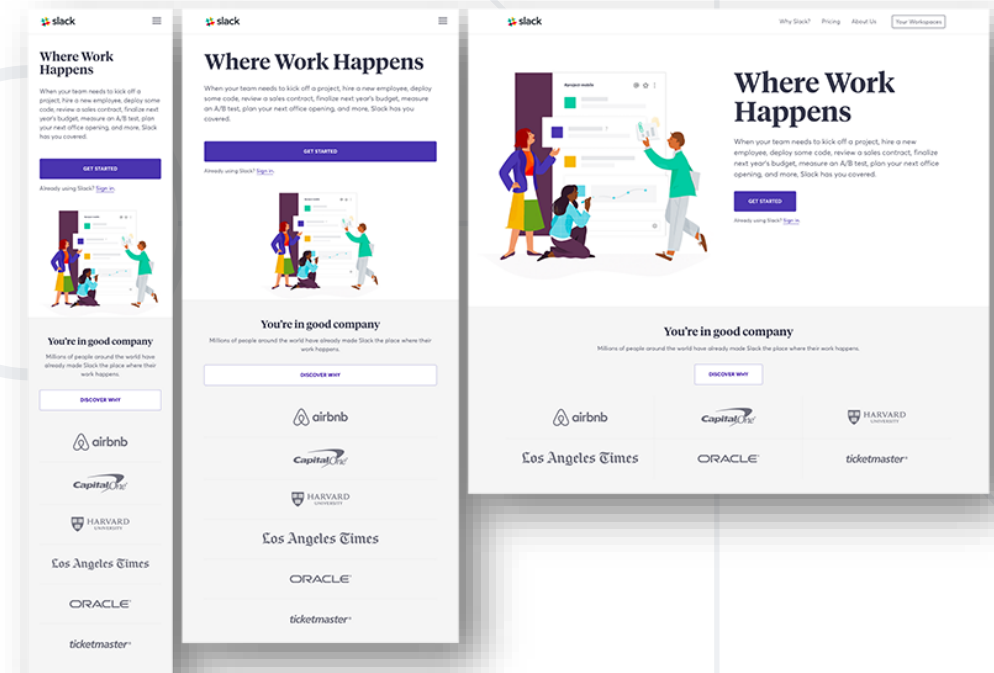 slack
Where Work
Happens
When your team needs to kick off a
project, hire a new employee, deploy some
code, review a sales contract, finalize next
year's budget, measure an A/B test, plan
your next office opening, and more, Slack
has you covered.
GET STARTED
Already using Slack? Sign in.
You're in good company
Millions of people around the world have
already made Slack the place where their
work happens.
DISCOVER WHY
airbnb
Capital One
HARVARD
UNIVERSITY
Los Angeles Times
ORACLE
ticketmaster
slack
Where Work Happens
When your team needs to kick off a project, hire a new employee, deploy
some code, review a sales contract, finalize next year's budget, measure
an A/B test, plan your next office opening, and more, Slack has you
covered.
GET STARTED
Already using Slack? Sign in.
You're in good company
Millions of people around the world have already made Slack the place where their
work happens.
DISCOVER WHY
airbnb
Capital One
HARVARD
UNIVERSITY
Los Angeles Times
ORACLE
ticketmaster
slack
Why Slack? Pricing About Us Your Workspaces
#project-mobile
Where Work
Happens
When your team needs to kick off a project, hire a new
employee, deploy some code, review a sales contract, finalize
next year's budget, measure an A/B test, plan your next office
opening, and more, Slack has you covered.
GET STARTED
Already using Slack? Sign in.
You're in good company
Millions of people around the world have already made Slack the place where their work happens.
DISCOVER WHY
airbnb Capital One HARVARD
UNIVERSITY
Los Angeles Times ORACLE ticketmaster